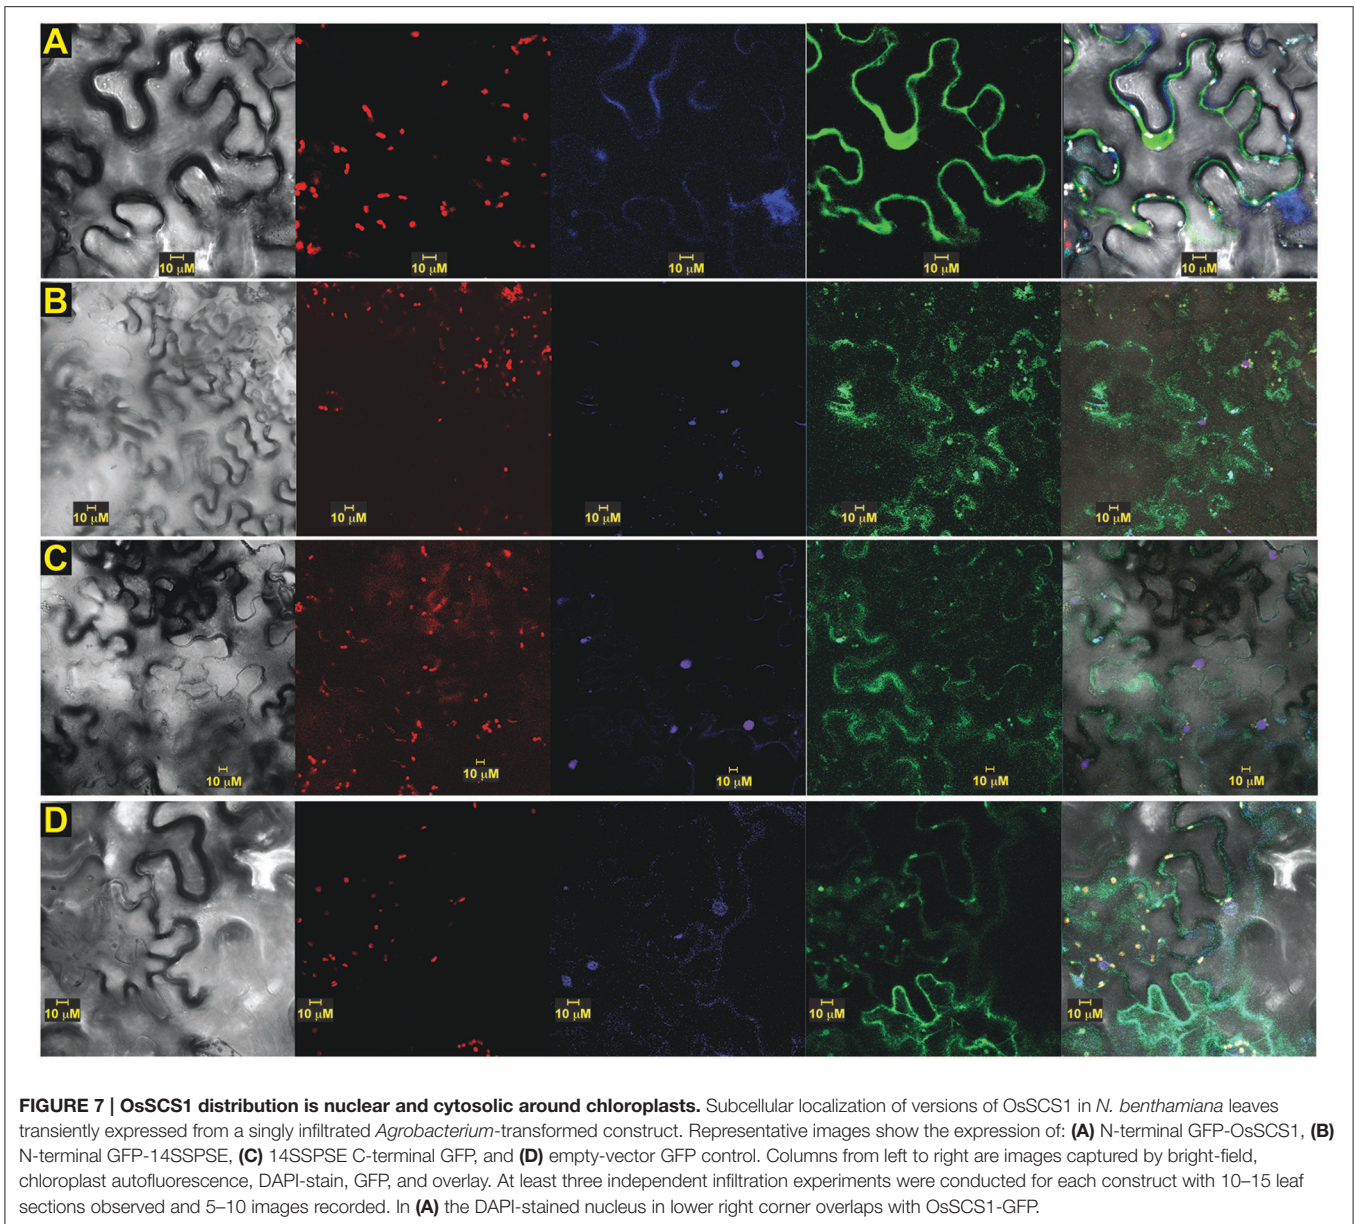 A
10 µM 10 µM 10 µM 10 µM 10 µM
B
10 µM 10 µM 10 µM 10 µM 10 µM
C
10 µM 10 µM 10 µM 10 µM 10 µM
D
10 µM 10 µM 10 µM 10 µM 10 µM
FIGURE 7 | OsSCS1 distribution is nuclear and cytosolic around chloroplasts. Subcellular localization of versions of OsSCS1 in N. benthamiana leaves
transiently expressed from a singly infiltrated Agrobacterium-transformed construct. Representative images show the expression of: (A) N-terminal GFP-OsSCS1, (B)
N-terminal GFP-14SSPSE, (C) 14SSPSE C-terminal GFP, and (D) empty-vector GFP control. Columns from left to right are images captured by bright-field,
chloroplast autofluorescence, DAPI-stain, GFP, and overlay. At least three independent infiltration experiments were conducted for each construct with 10–15 leaf
sections observed and 5–10 images recorded. In (A) the DAPI-stained nucleus in lower right corner overlaps with OsSCS1-GFP.